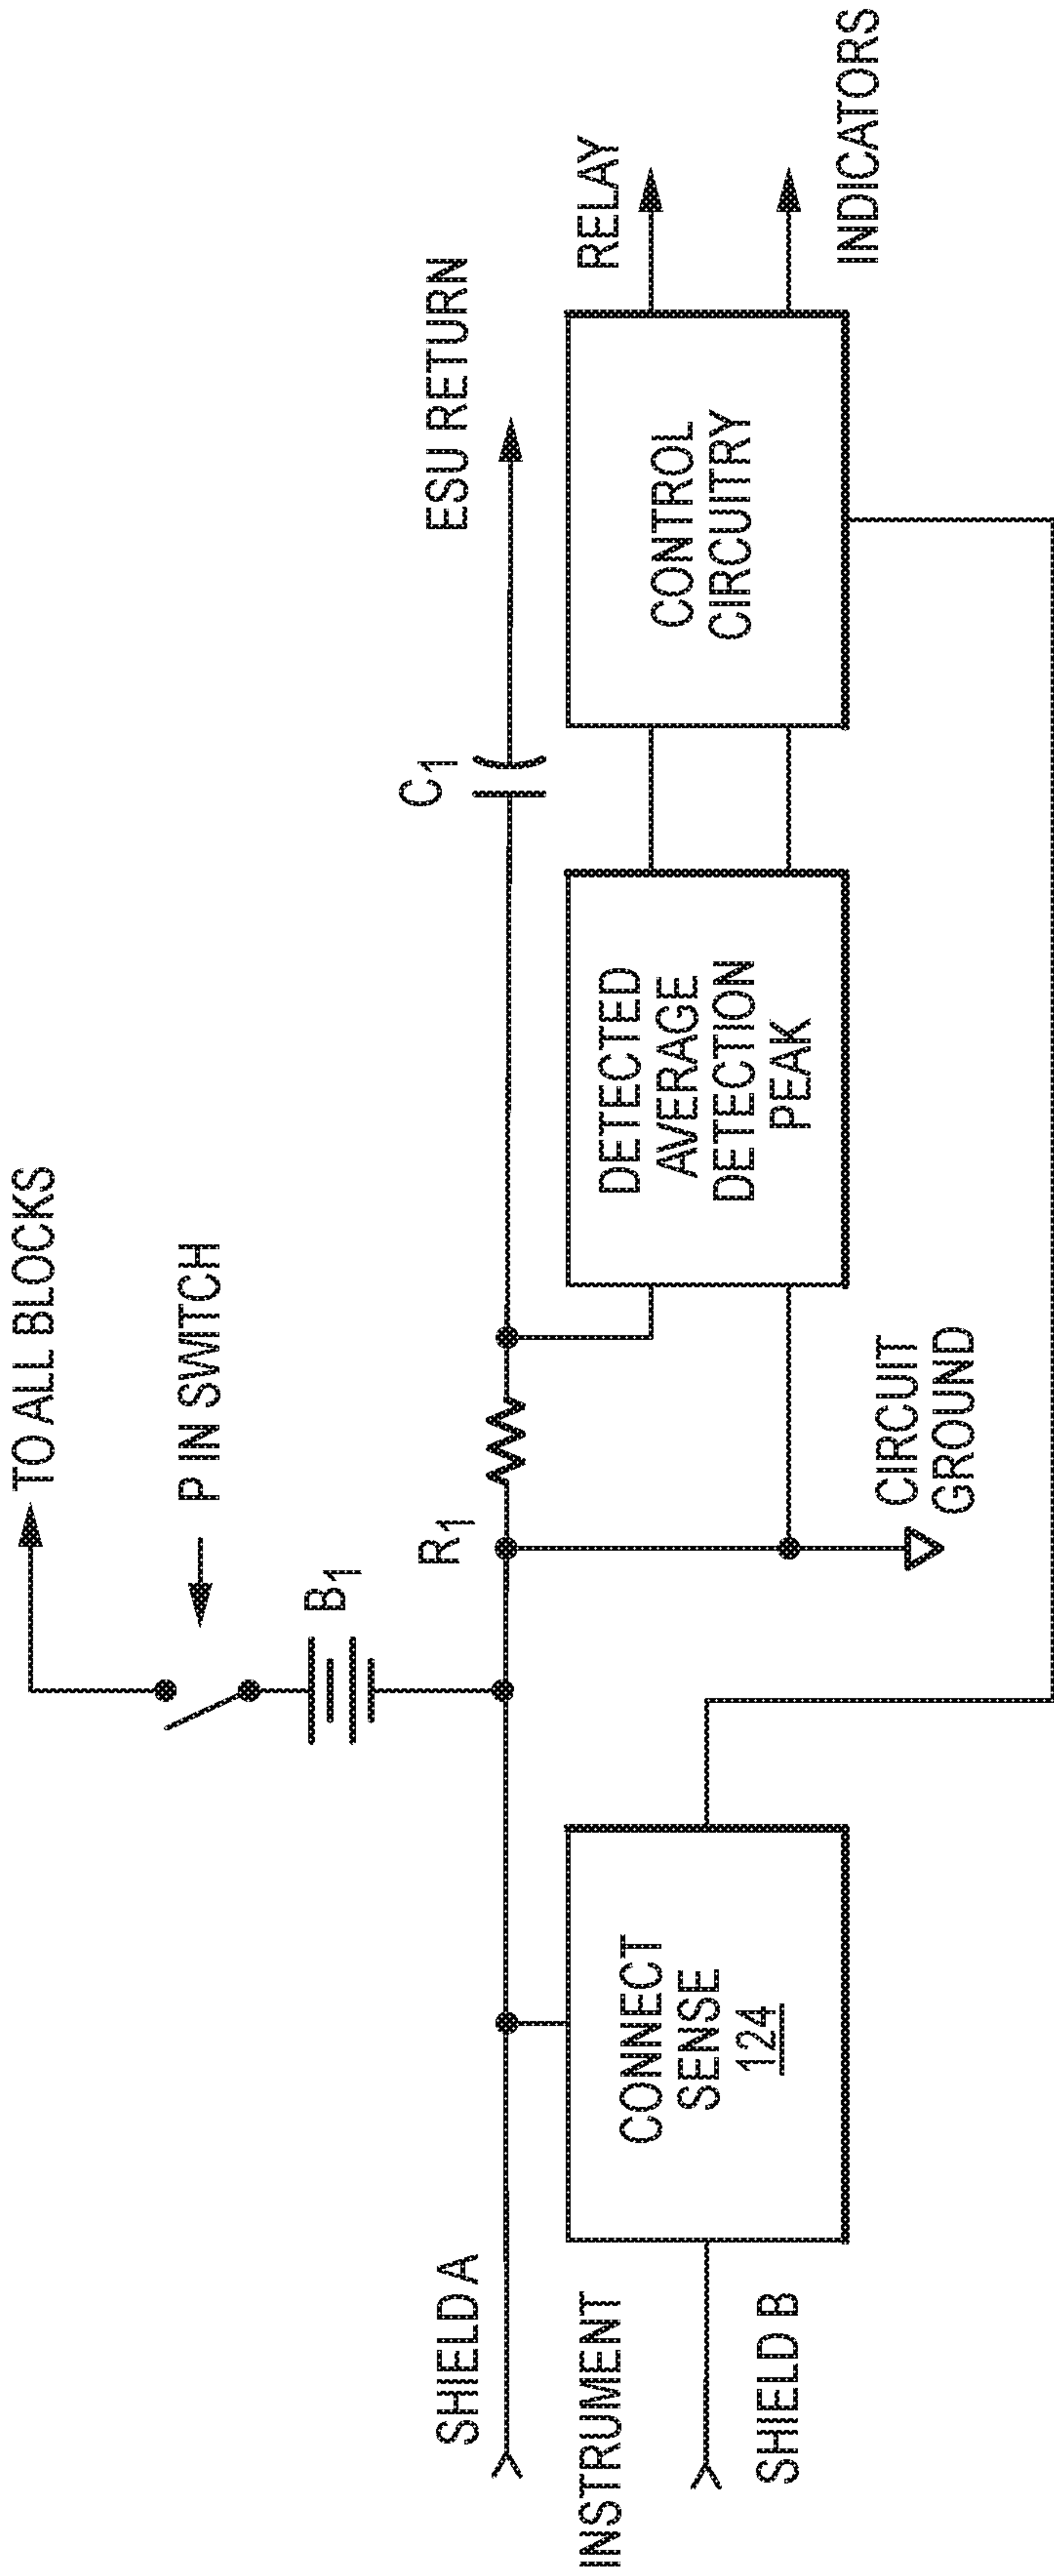 TO ALL BLOCKS
P IN SWITCH
B1
R1
C1
ESU RETURN
SHIELD A
INSTRUMENT
SHIELD B
CONNECT
SENSE
124
DETECTED
AVERAGE
DETECTION
PEAK
CONTROL
CIRCUITRY
RELAY
INDICATORS
CIRCUIT
GROUND